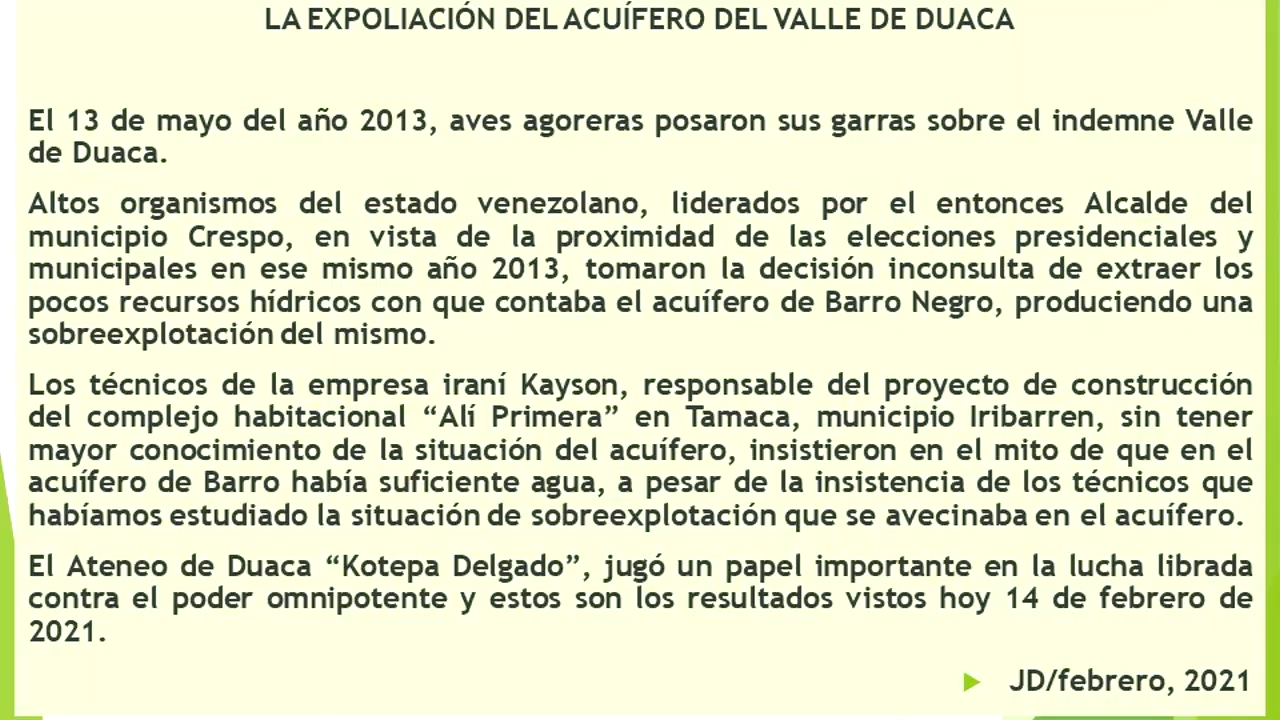 LA EXPOLIACIÓN DEL ACUÍFERO DEL VALLE DE DUACA
El 13 de mayo del año 2013, aves agoreras posaron sus garras sobre el indemne Valle
de Duaca.
Altos organismos del estado venezolano, liderados por el entonces Alcalde del
municipio Crespo, en vista de la proximidad de las elecciones presidenciales y
municipales en ese mismo año 2013, tomaron la decisión inconsulta de extraer los
pocos recursos hídricos con que contaba el acuífero de Barro Negro, produciendo una
sobreexplotación del mismo.
Los técnicos de la empresa iraní Kayson, responsable del proyecto de construcción
del complejo habitacional “Alí Primera” en Tamaca, municipio Iribarren, sin tener
mayor conocimiento de la situación del acuífero, insistieron en el mito de que en el
acuífero de Barro había suficiente agua, a pesar de la insistencia de los técnicos que
habíamos estudiado la situación de sobreexplotación que se avecinaba en el acuífero.
El Ateneo de Duaca “Kotepa Delgado”, jugó un papel importante en la lucha librada
contra el poder omnipotente y estos son los resultados vistos hoy 14 de febrero de
2021.
JD/febrero, 2021